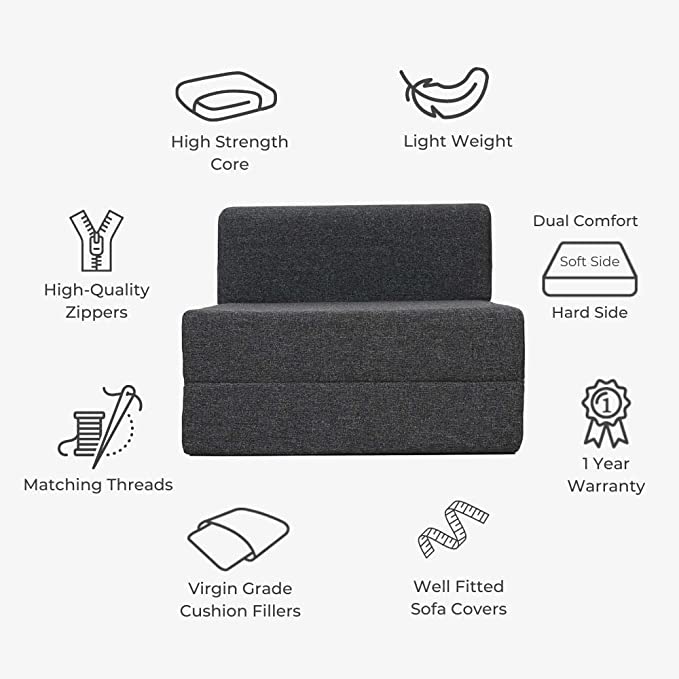 High Strength
Core
Light Weight
High-Quality
Zippers
Dual Comfort
Soft Side
Hard Side
Matching Threads
1
1 Year
Warranty
Virgin Grade
Cushion Fillers
Well Fitted
Sofa Covers